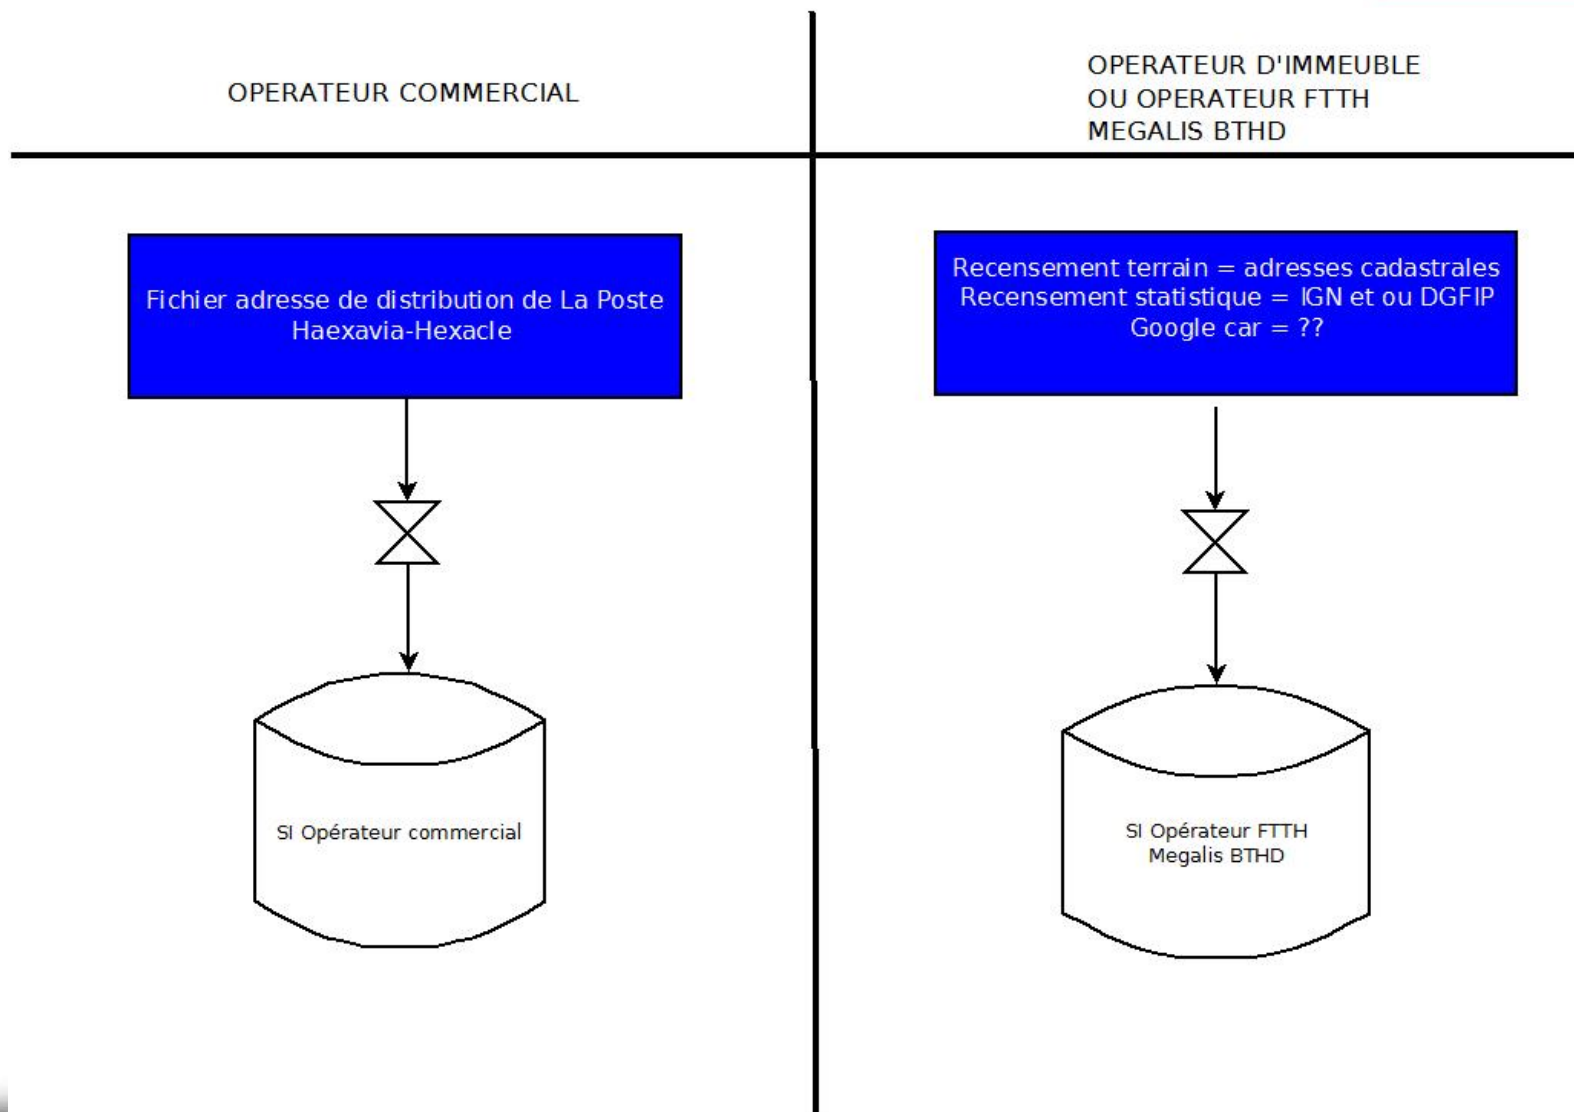 OPERATEUR COMMERCIAL
OPERATEUR D'IMMEUBLE
OU OPERATEUR FTTH
MEGALIS BTHD
Fichier adresse de distribution de La Poste
Haexavia-Hexacle
Recensement terrain = adresses cadastrales
Recensement statistique = IGN et ou DGFIP
Google car = ??
SI Opérateur commercial
SI Opérateur FTTH
Megalis BTHD